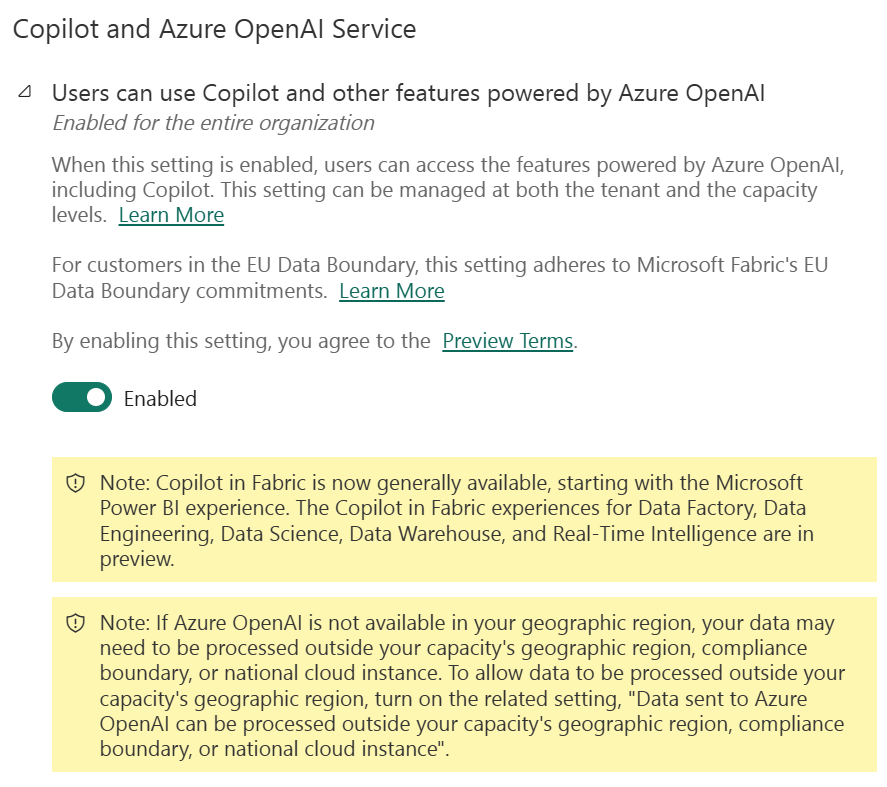 Copilot and Azure OpenAI Service
Users can use Copilot and other features powered by Azure OpenAI
Enabled for the entire organization
When this setting is enabled, users can access the features powered by Azure OpenAI,
including Copilot. This setting can be managed at both the tenant and the capacity
levels. Learn More
For customers in the EU Data Boundary, this setting adheres to Microsoft Fabric's EU
Data Boundary commitments. Learn More
By enabling this setting, you agree to the Preview Terms.
Enabled
Note: Copilot in Fabric is now generally available, starting with the Microsoft
Power BI experience. The Copilot in Fabric experiences for Data Factory, Data
Engineering, Data Science, Data Warehouse, and Real-Time Intelligence are in
preview.
Note: If Azure OpenAI is not available in your geographic region, your data may
need to be processed outside your capacity's geographic region, compliance
boundary, or national cloud instance. To allow data to be processed outside your
capacity's geographic region, turn on the related setting, "Data sent to Azure
OpenAI can be processed outside your capacity's geographic region, compliance
boundary, or national cloud instance".